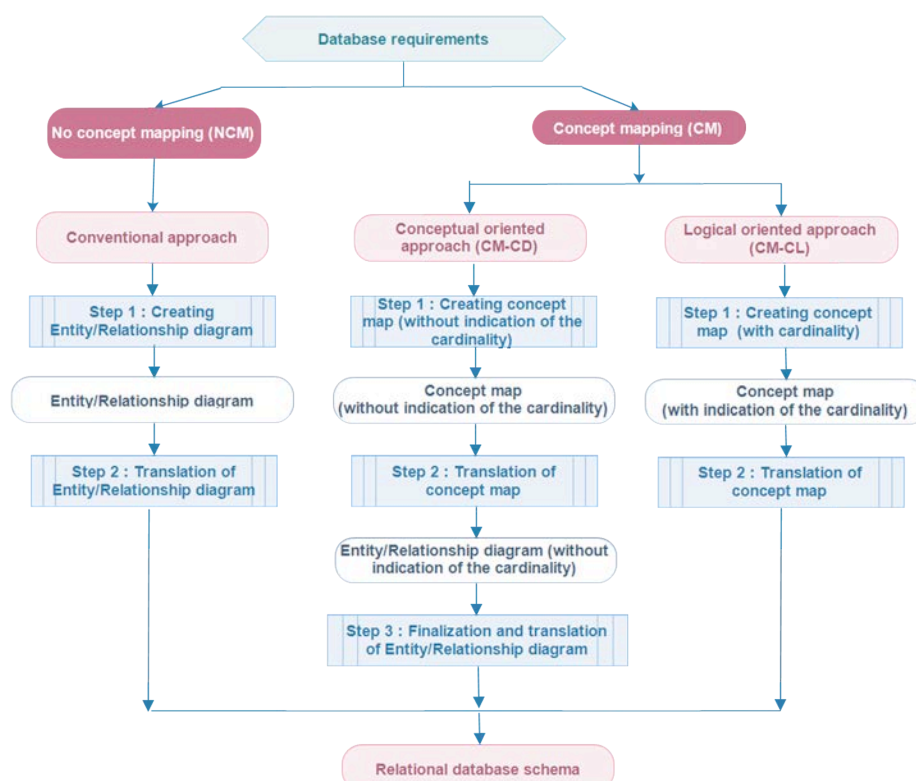 Database requirements
No concept mapping (NCM)
Concept mapping (CM)
Conventional approach
Conceptual oriented
approach (CM-CD)
Logical oriented approach
(CM-CL)
Step 1 : Creating
Entity/Relationship diagram
Step 1 : Creating concept
map (without indication of the
cardinality)
Step 1 : Creating concept
map (with cardinality)
Entity/Relationship diagram
Concept map
(without indication of the cardinality)
Concept map
(with indication of the cardinality)
Step 2 : Translation of
Entity/Relationship diagram
Step 2 : Translation of
concept map
Step 2 : Translation of
concept map
Entity/Relationship diagram (without
indication of the cardinality)
Step 3 : Finalization and translation
of Entity/Relationship diagram
Relational database schema